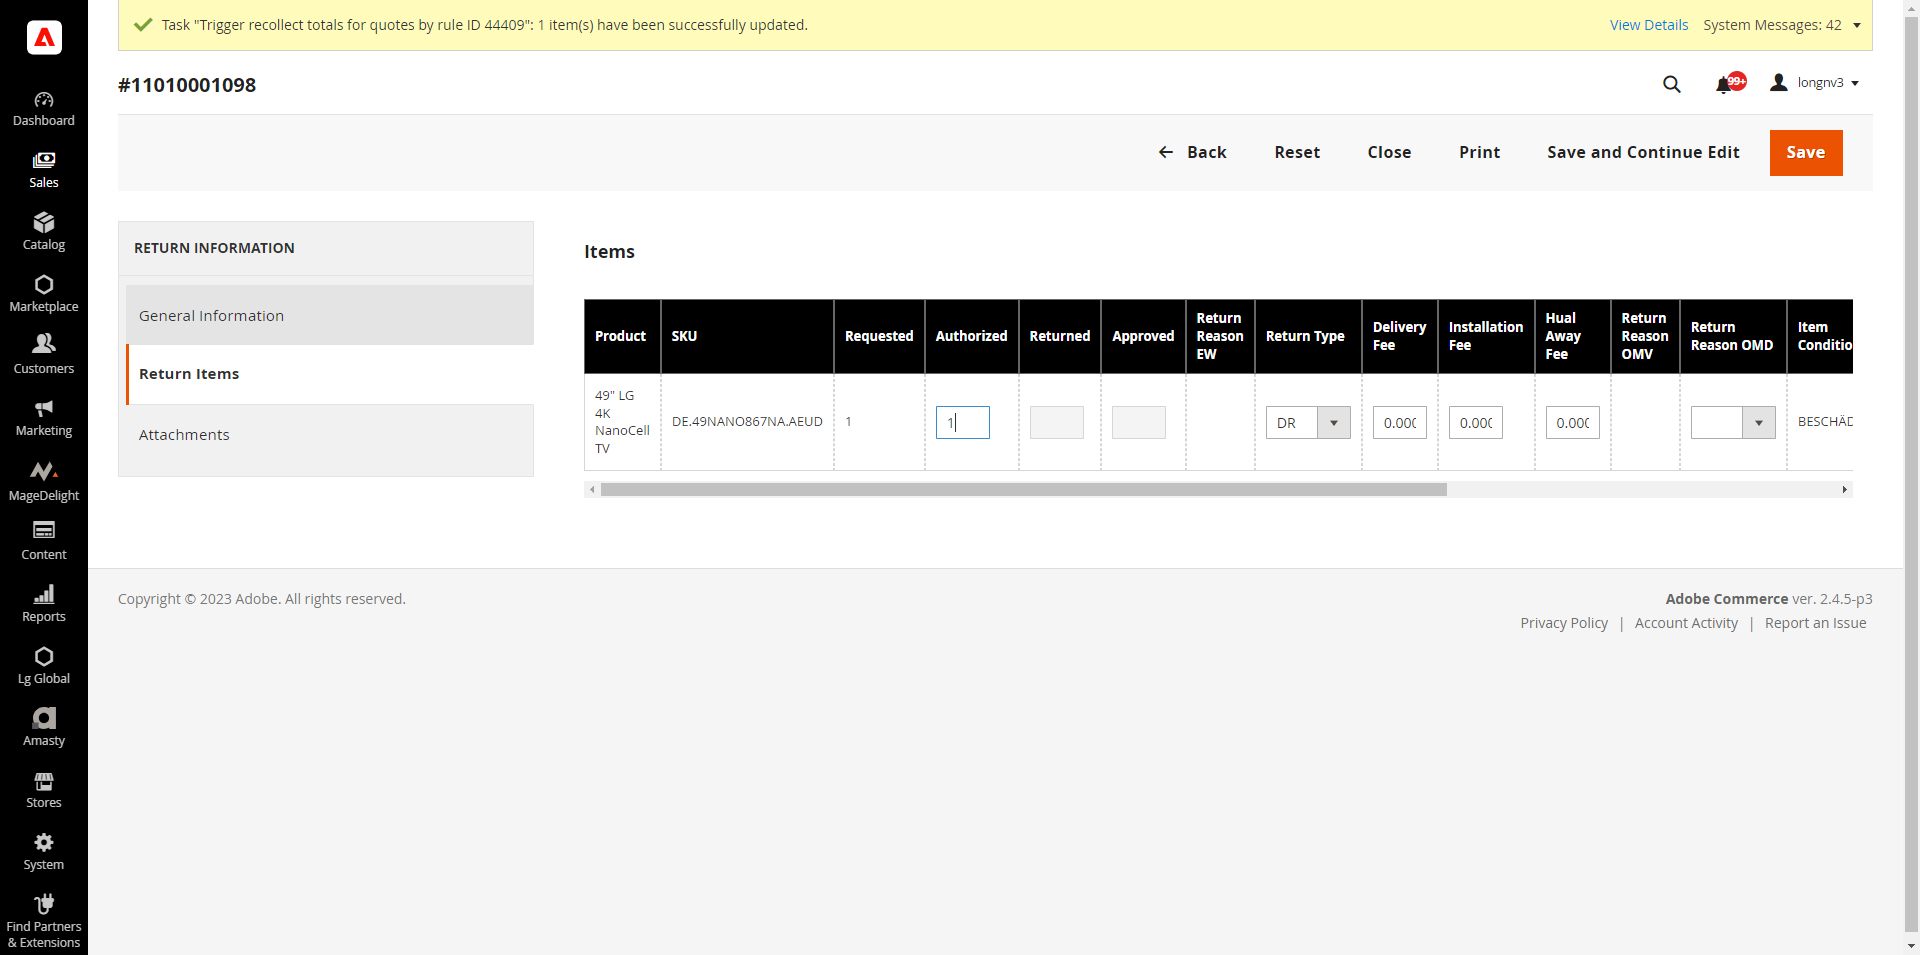 Task "Trigger recollect totals for quotes by rule ID 44409": 1 item(s) have been successfully updated.
View Details
System Messages: 42
#11010001098
99+
longnv3
Back
Reset
Close
Print
Save and Continue Edit
Save
Dashboard
Sales
Catalog
Marketplace
Customers
Marketing
MageDelight
Content
Reports
Lg Global
Amasty
Stores
System
Find Partners
& Extensions
RETURN INFORMATION
General Information
Return Items
Attachments
Items
Product
SKU
Requested
Authorized
Returned
Approved
Return
Reason
EW
Return Type
Delivery
Fee
Installation
Fee
Hual
Away
Fee
Return
Reason
OMV
Return
Reason OMD
Item
Conditio
49" LG
4K
NanoCell
TV
DE.49NANO867NA.AEUD
1
1
DR
0.000
0.000
0.000
BESCHÄD
Copyright © 2023 Adobe. All rights reserved.
Adobe Commerce ver. 2.4.5-p3
Privacy Policy | Account Activity | Report an Issue